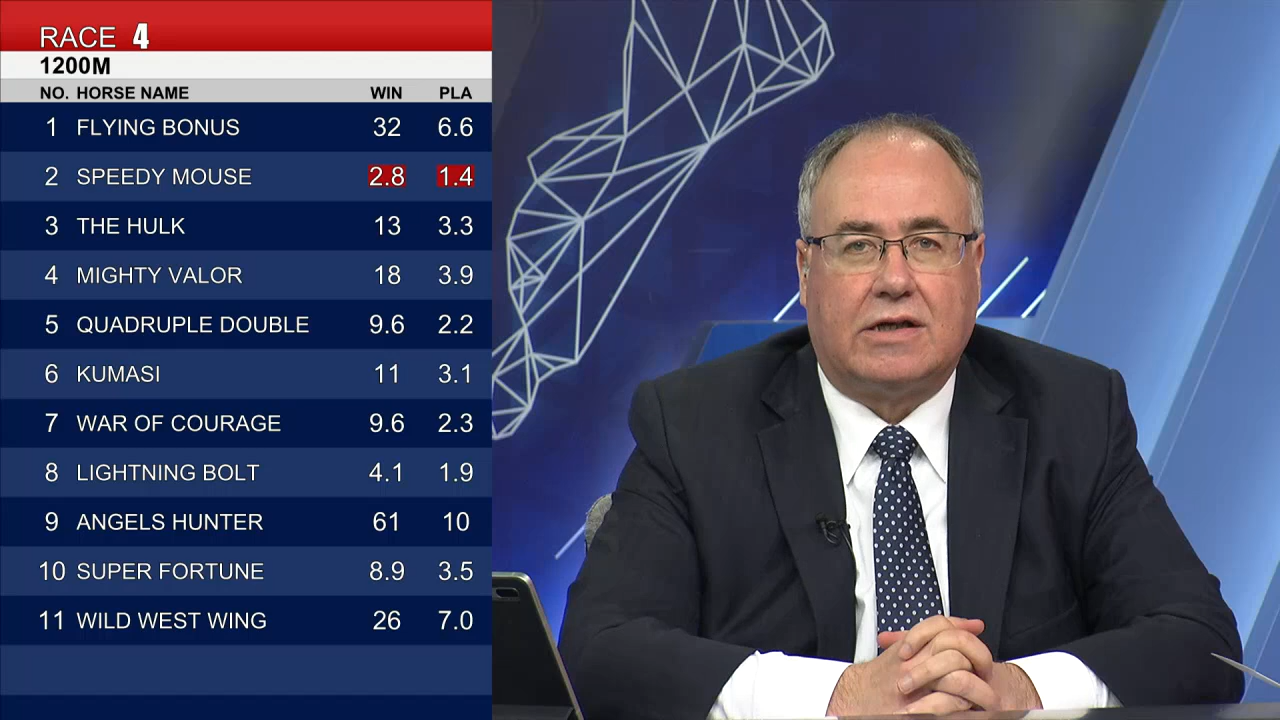 RACE 4
1200M
NO. HORSE NAME WIN PLA
1 FLYING BONUS 32 6.6
2 SPEEDY MOUSE 2.8 1.4
3 THE HULK 13 3.3
4 MIGHTY VALOR 18 3.9
5 QUADRUPLE DOUBLE 9.6 2.2
6 KUMASI 11 3.1
7 WAR OF COURAGE 9.6 2.3
8 LIGHTNING BOLT 4.1 1.9
9 ANGELS HUNTER 61 10
10 SUPER FORTUNE 8.9 3.5
11 WILD WEST WING 26 7.0